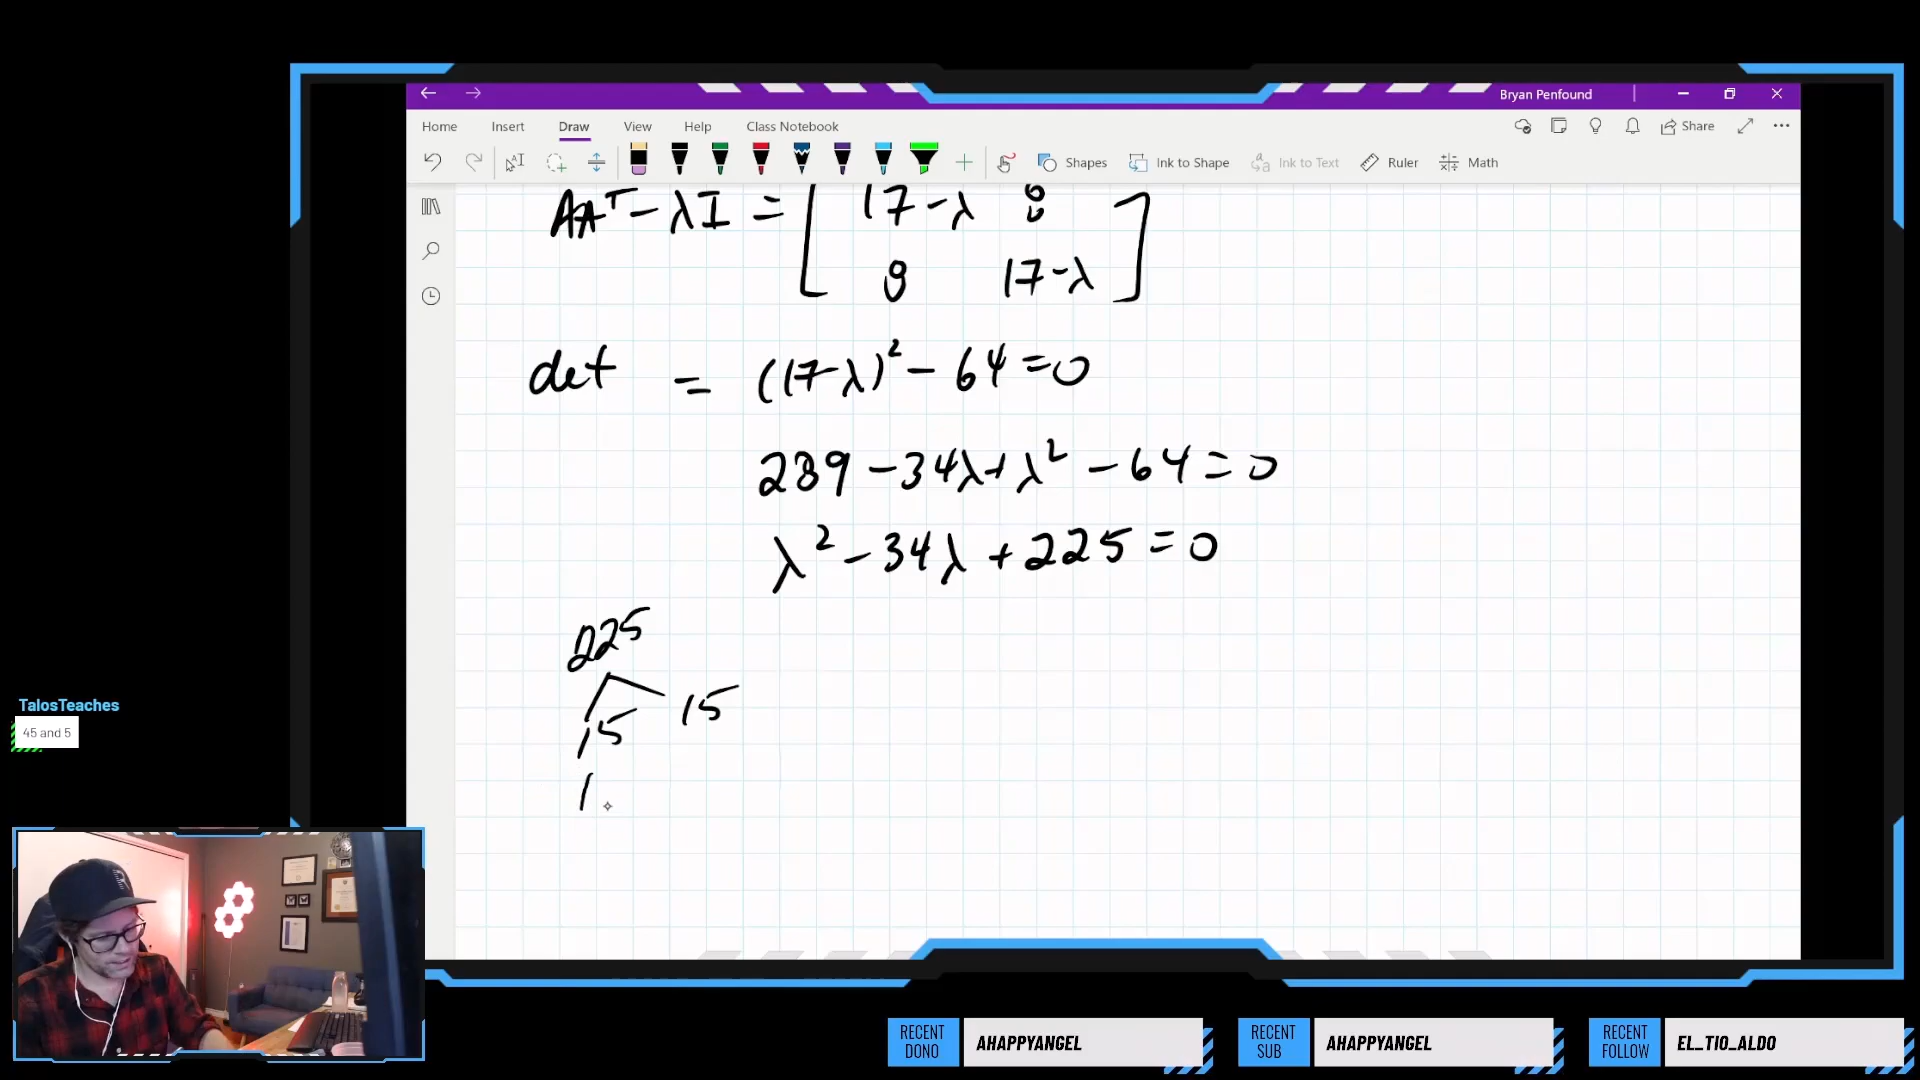 Bryan Penfound
Home Insert Draw View Help Class Notebook
Share
Shapes Ink to Shape Ink to Text Ruler Math
AAᵀ - λI = [ 17-λ 8
8 17-λ ]
det = (17-λ)² - 64 = 0
289 - 34λ + λ² - 64 = 0
λ² - 34λ + 225 = 0
225
15 15
1
TalosTeaches
45 and 5
RECENT DONO AHAPPYANGEL
RECENT SUB AHAPPYANGEL
RECENT FOLLOW EL_TIO_ALDO